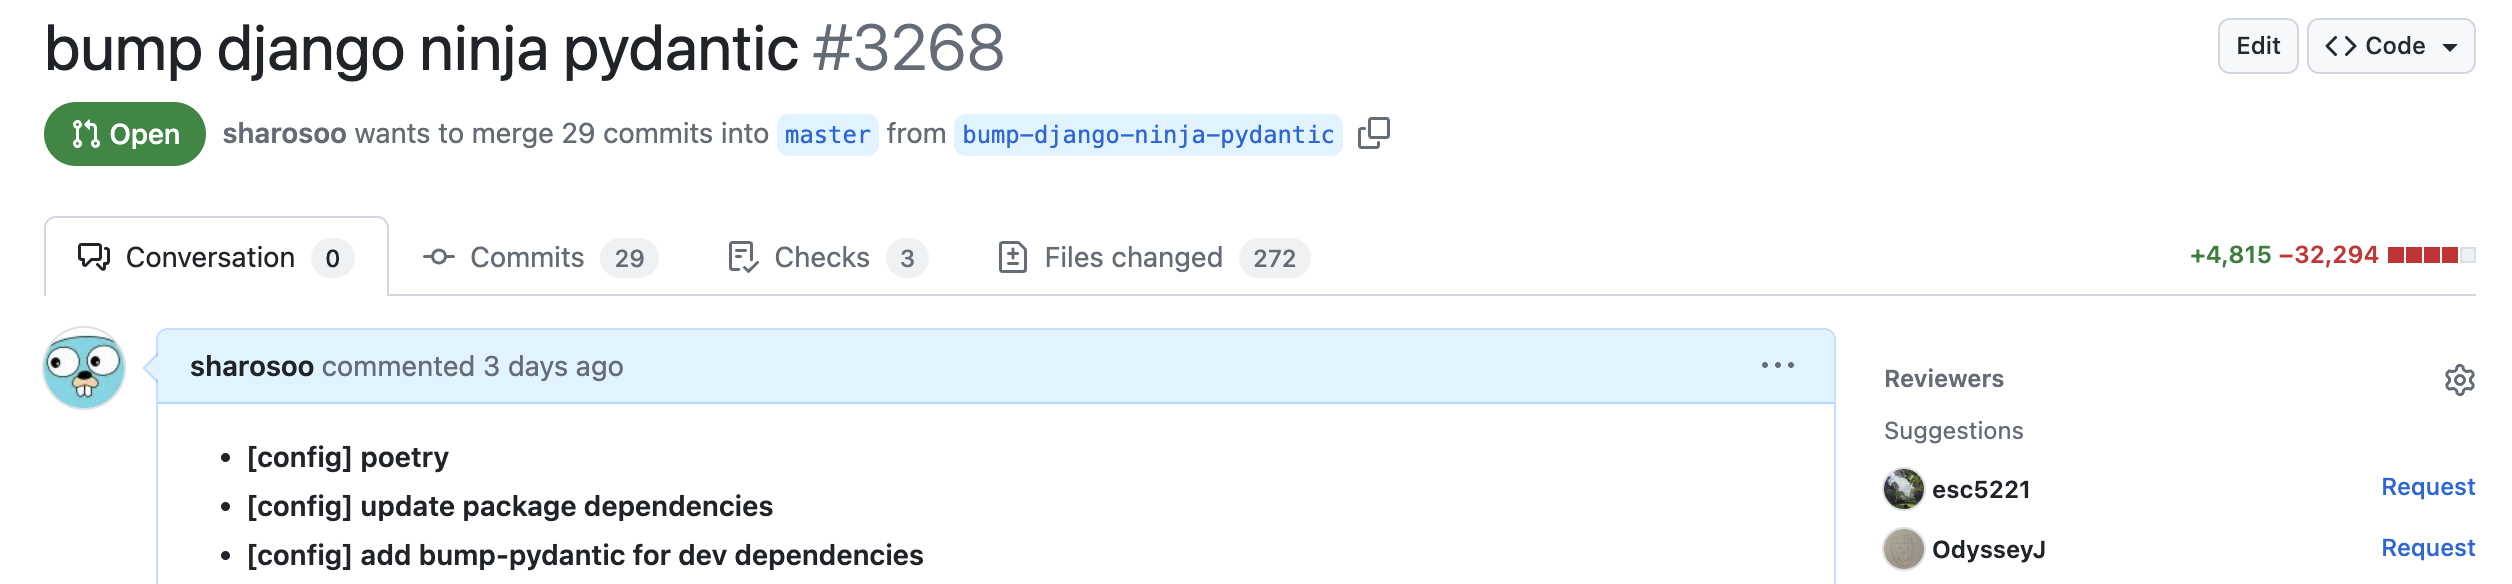 bump django ninja pydantic #3268
Edit
Code
Open
sharosoo wants to merge 29 commits into master from bump-django-ninja-pydantic
Conversation 0
Commits 29
Checks 3
Files changed 272
+4,815 −32,294
sharosoo commented 3 days ago
• [config] poetry
• [config] update package dependencies
• [config] add bump-pydantic for dev dependencies
Reviewers
Suggestions
esc5221
Request
OdysseyJ
Request